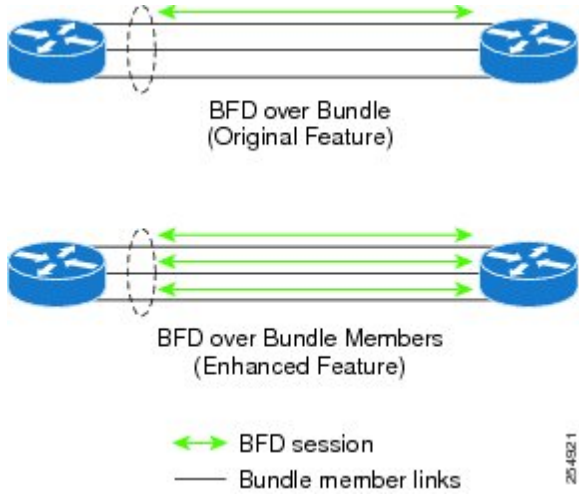 BFD over Bundle
(Original Feature)
BFD over Bundle Members
(Enhanced Feature)
BFD session
Bundle member links
254921